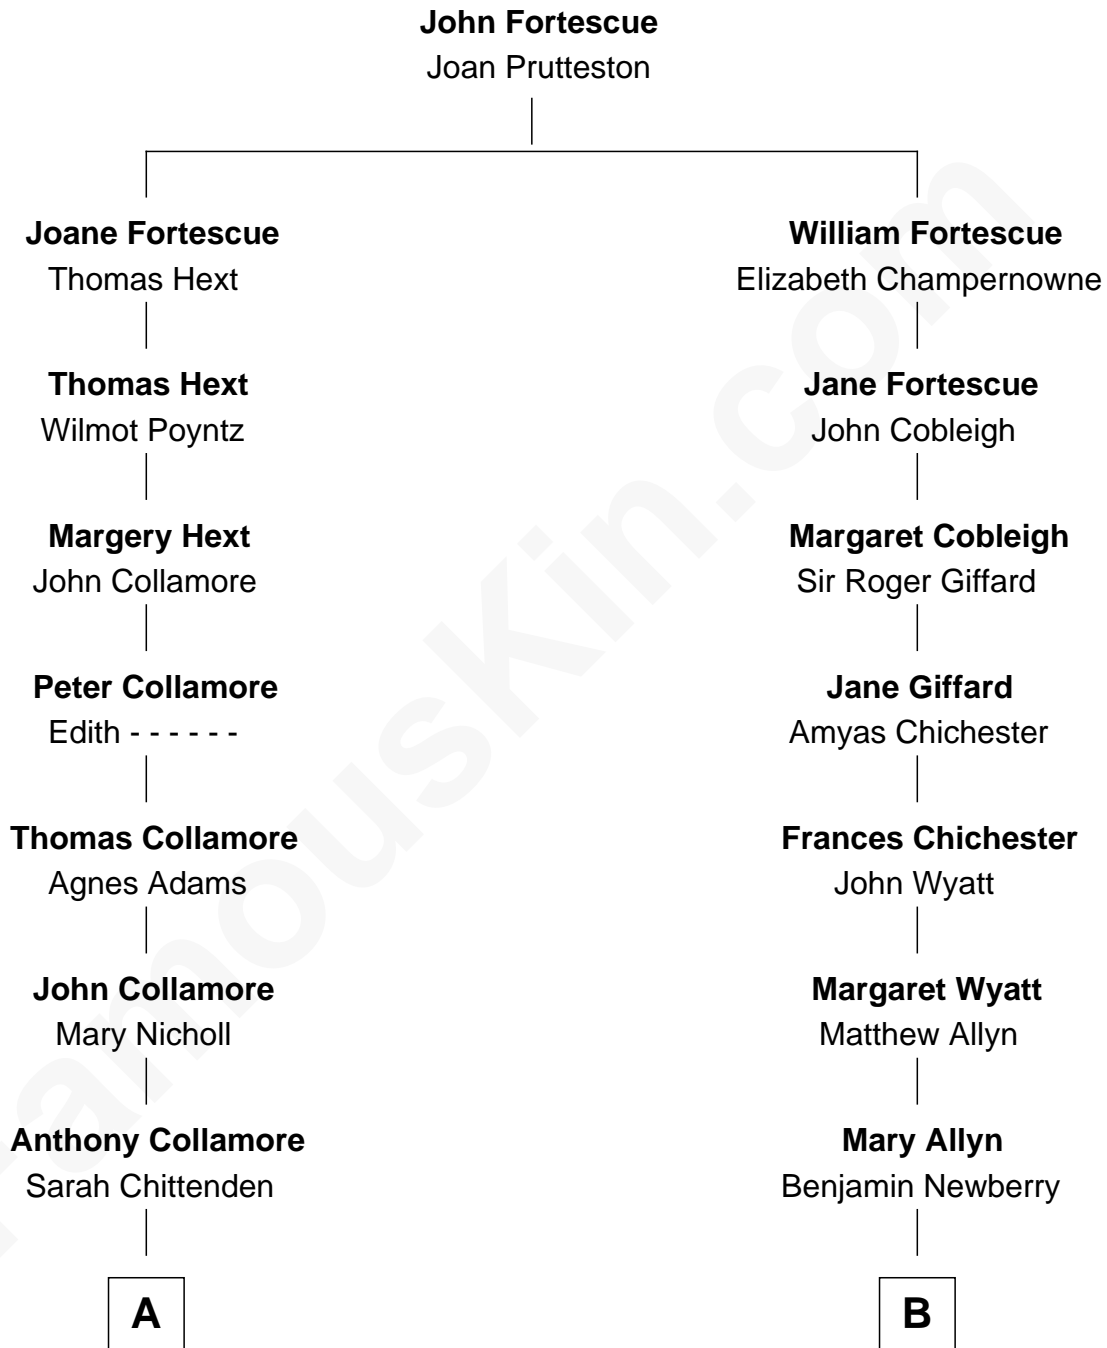 John Fortescue
Joan Prutteston
Joane Fortescue
Thomas Hext
William Fortescue
Elizabeth Champernowne
Thomas Hext
Wilmot Poyntz
Jane Fortescue
John Cobleigh
Margery Hext
John Collamore
Margaret Cobleigh
Sir Roger Giffard
Peter Collamore
Edith - - - - - -
Jane Giffard
Amyas Chichester
Thomas Collamore
Agnes Adams
Frances Chichester
John Wyatt
John Collamore
Mary Nicholl
Margaret Wyatt
Matthew Allyn
Anthony Collamore
Sarah Chittenden
Mary Allyn
Benjamin Newberry
A
B
FamousKin.com